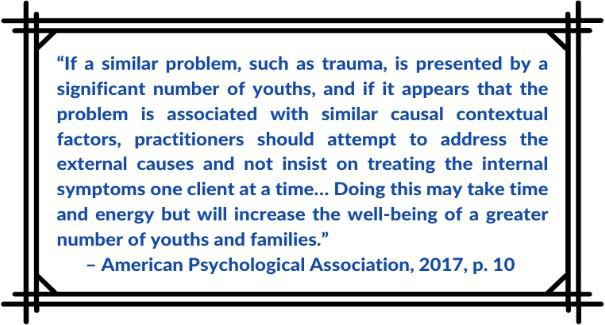 “If a similar problem, such as trauma, is presented by a
significant number of youths, and if it appears that the
problem is associated with similar causal contextual
factors, practitioners should attempt to address the
external causes and not insist on treating the internal
symptoms one client at a time… Doing this may take time
and energy but will increase the well-being of a greater
number of youths and families.”
– American Psychological Association, 2017, p. 10